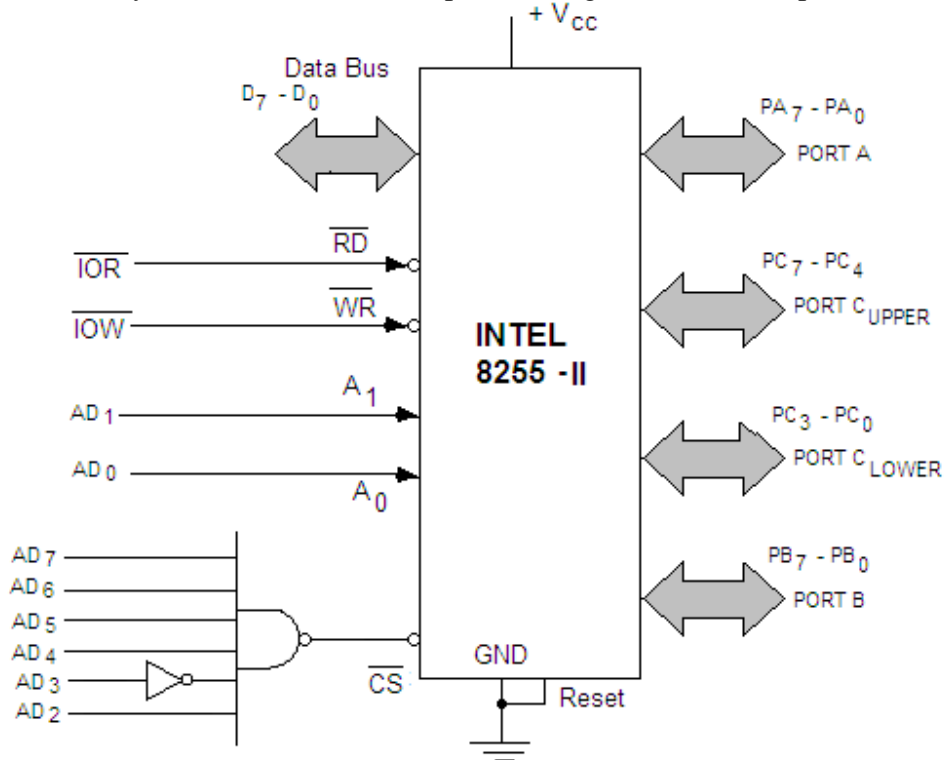 + VCC
Data Bus
D7 - D0
PA7 - PA0
PORT A
IOR
RD
PC7 - PC4
PORT CUPPER
IOW
WR
INTEL
8255 -II
AD1
A1
PC3 - PC0
PORT CLOWER
AD0
A0
AD7
AD6
AD5
AD4
AD3
AD2
PB7 - PB0
PORT B
CS
GND
Reset